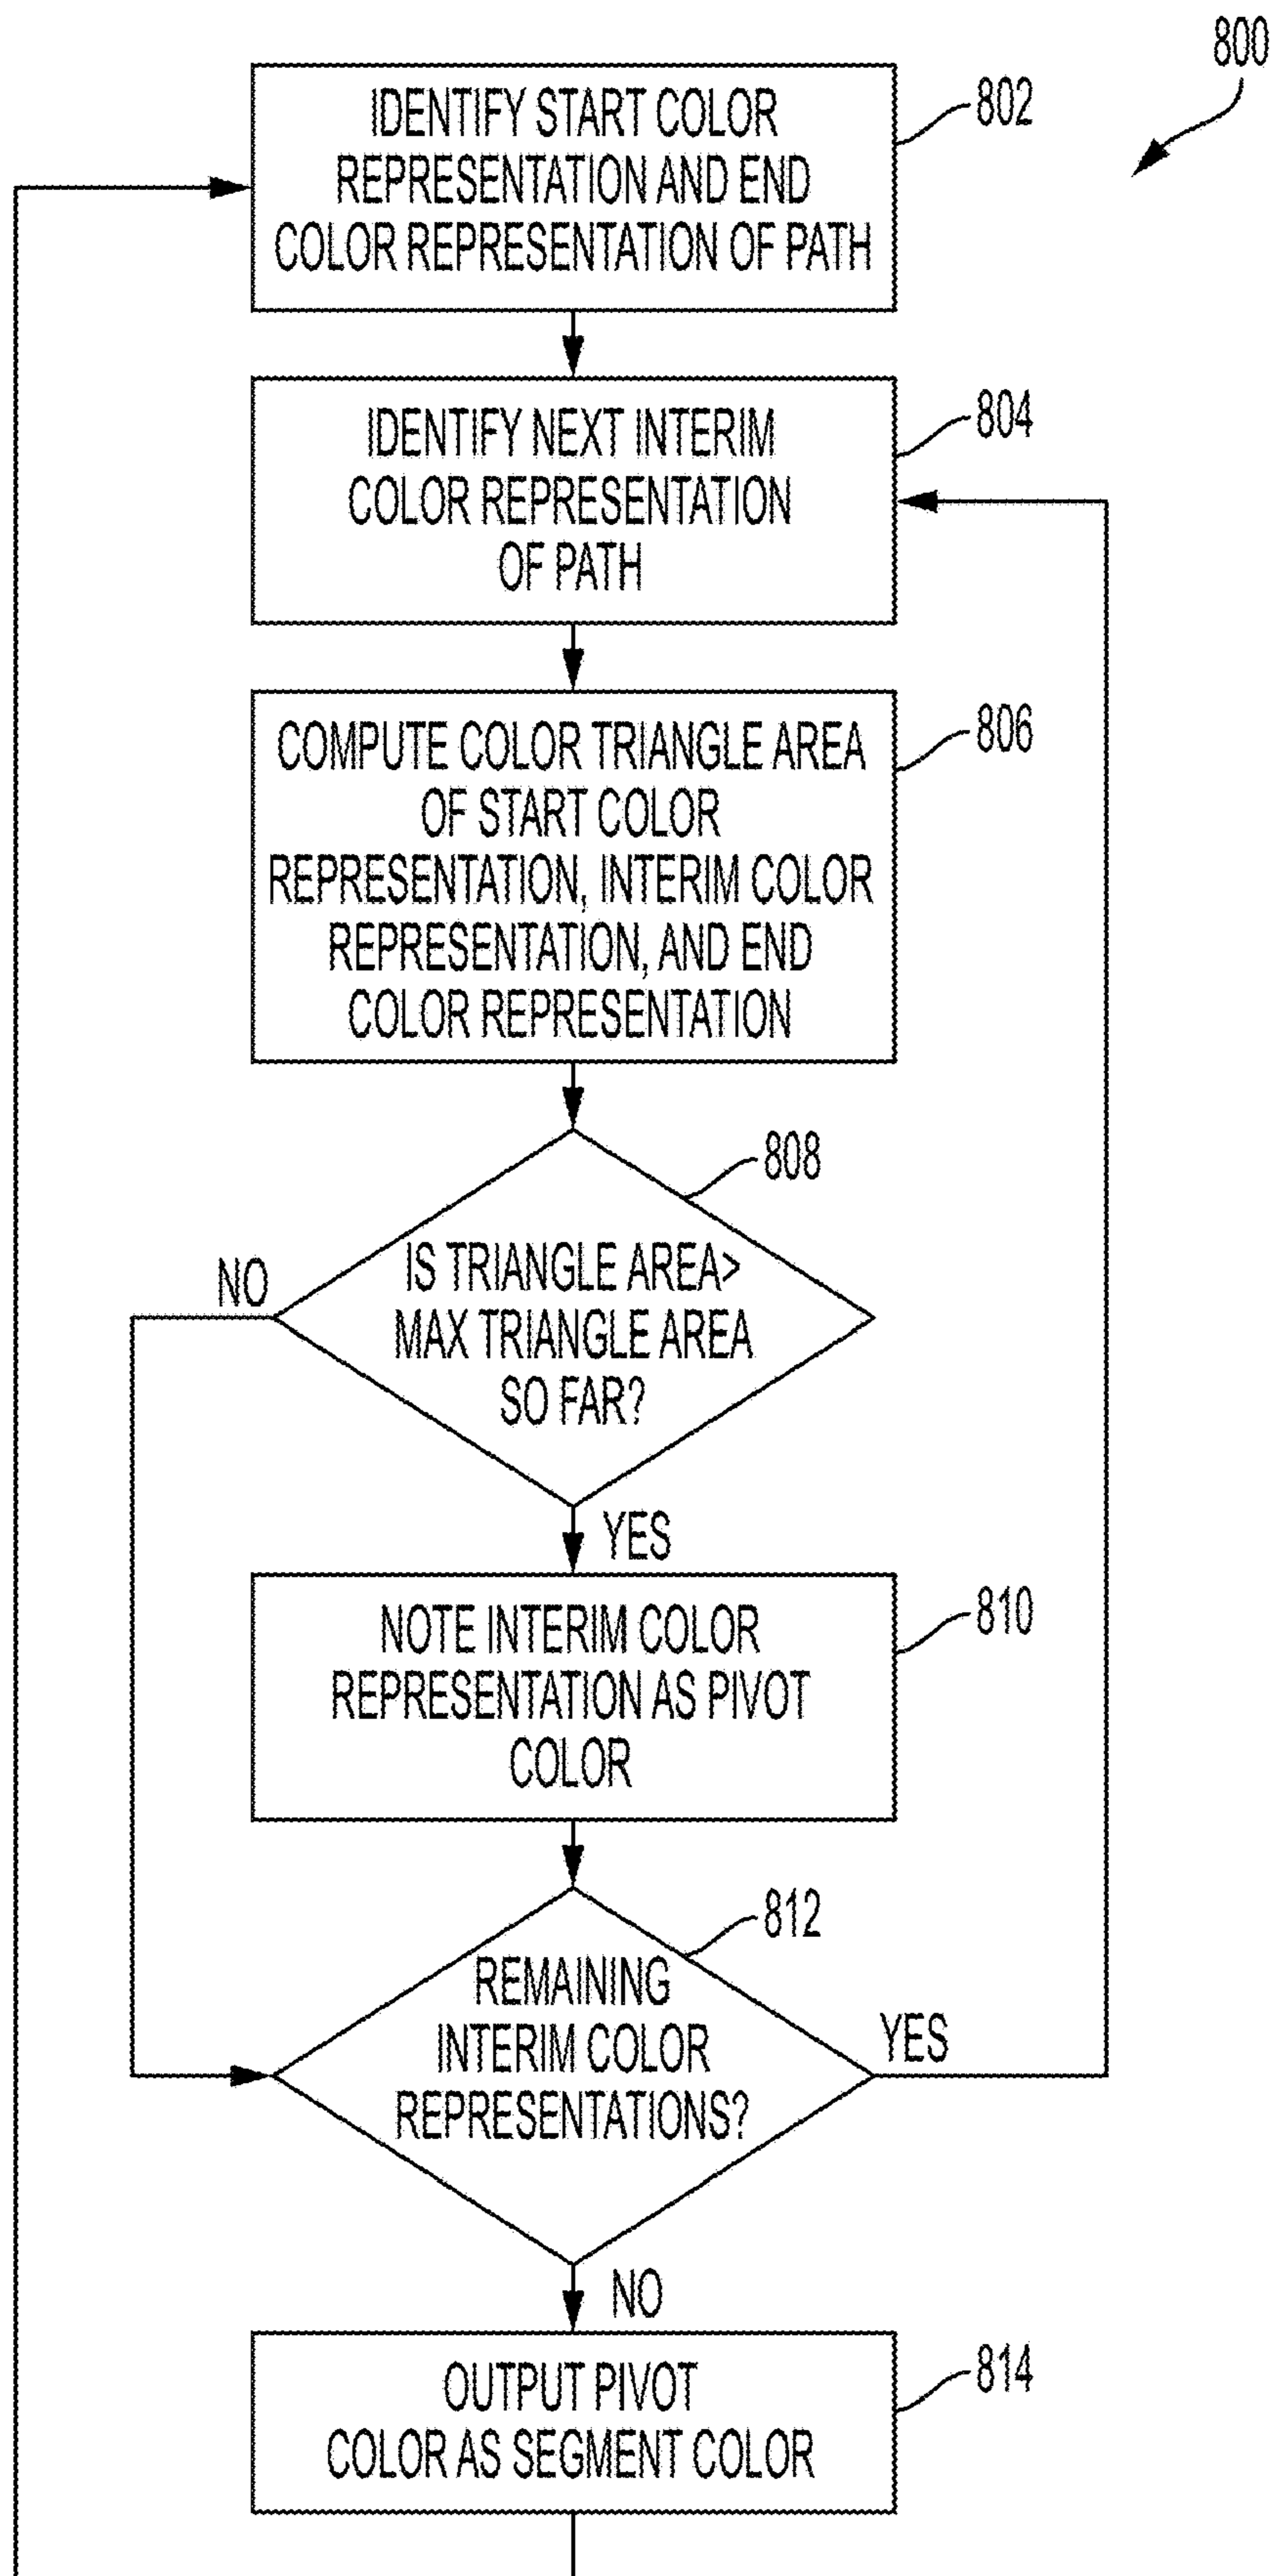 800
IDENTIFY START COLOR
REPRESENTATION AND END
COLOR REPRESENTATION OF PATH
802
IDENTIFY NEXT INTERIM
COLOR REPRESENTATION
OF PATH
804
COMPUTE COLOR TRIANGLE AREA
OF START COLOR
REPRESENTATION, INTERIM COLOR
REPRESENTATION, AND END
COLOR REPRESENTATION
806
IS TRIANGLE AREA>
MAX TRIANGLE AREA
SO FAR?
808
NO
YES
NOTE INTERIM COLOR
REPRESENTATION AS PIVOT
COLOR
810
REMAINING
INTERIM COLOR
REPRESENTATIONS?
812
YES
NO
OUTPUT PIVOT
COLOR AS SEGMENT COLOR
814